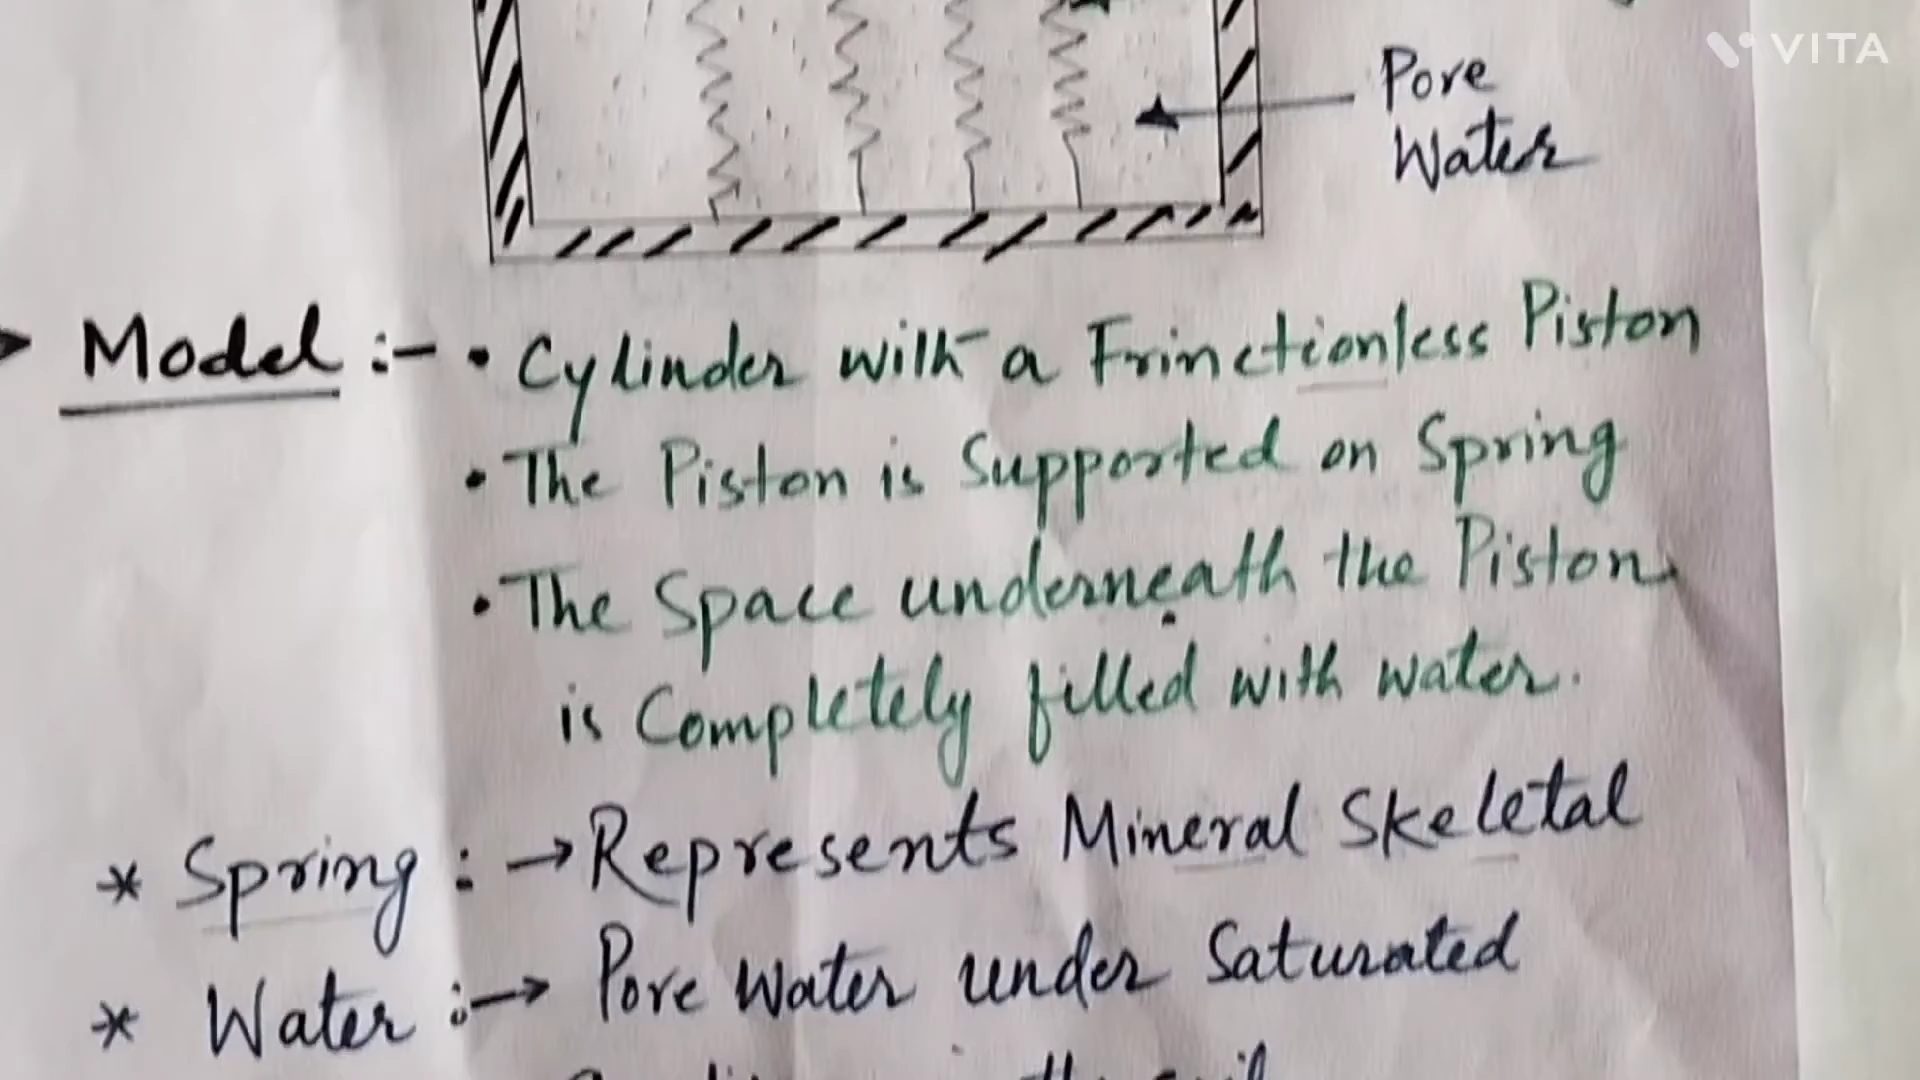 VITA
Pore
Water
Model :- • Cylinder with a Frinctionless Piston
• The Piston is Supported on Spring
• The Space underneath the Piston
is Completely filled with water.
* Spring : → Represents Mineral Skeletal
* Water :→ Pore Water under Saturated